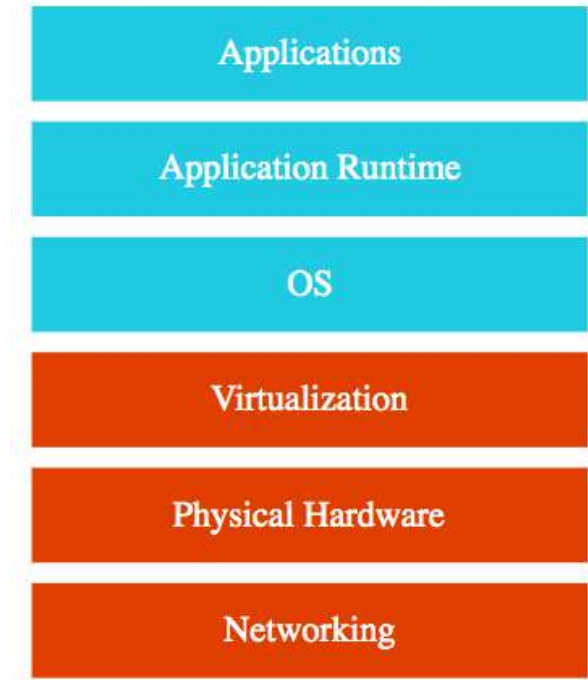 Applications
Application Runtime
OS
Virtualization
Physical Hardware
Networking